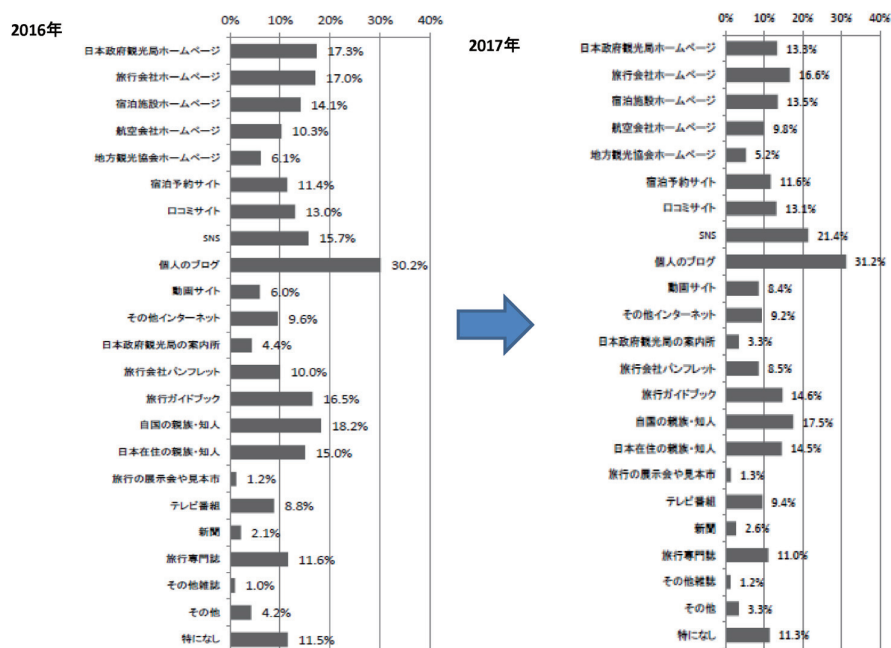 2016年
0% 10% 20% 30% 40%
日本政府観光局ホームページ 17.3%
旅行会社ホームページ 17.0%
宿泊施設ホームページ 14.1%
航空会社ホームページ 10.3%
地方観光協会ホームページ 6.1%
宿泊予約サイト 11.4%
口コミサイト 13.0%
SNS 15.7%
個人のブログ 30.2%
動画サイト 6.0%
その他インターネット 9.6%
日本政府観光局の案内所 4.4%
旅行会社パンフレット 10.0%
旅行ガイドブック 16.5%
自国の親族・知人 18.2%
日本在住の親族・知人 15.0%
旅行の展示会や見本市 1.2%
テレビ番組 8.8%
新聞 2.1%
旅行専門誌 11.6%
その他雑誌 1.0%
その他 4.2%
特になし 11.5%
2017年
0% 10% 20% 30% 40%
日本政府観光局ホームページ 13.3%
旅行会社ホームページ 16.6%
宿泊施設ホームページ 13.5%
航空会社ホームページ 9.8%
地方観光協会ホームページ 5.2%
宿泊予約サイト 11.6%
口コミサイト 13.1%
SNS 21.4%
個人のブログ 31.2%
動画サイト 8.4%
その他インターネット 9.2%
日本政府観光局の案内所 3.3%
旅行会社パンフレット 8.5%
旅行ガイドブック 14.6%
自国の親族・知人 17.5%
日本在住の親族・知人 14.5%
旅行の展示会や見本市 1.3%
テレビ番組 9.4%
新聞 2.6%
旅行専門誌 11.0%
その他雑誌 1.2%
その他 3.3%
特になし 11.3%